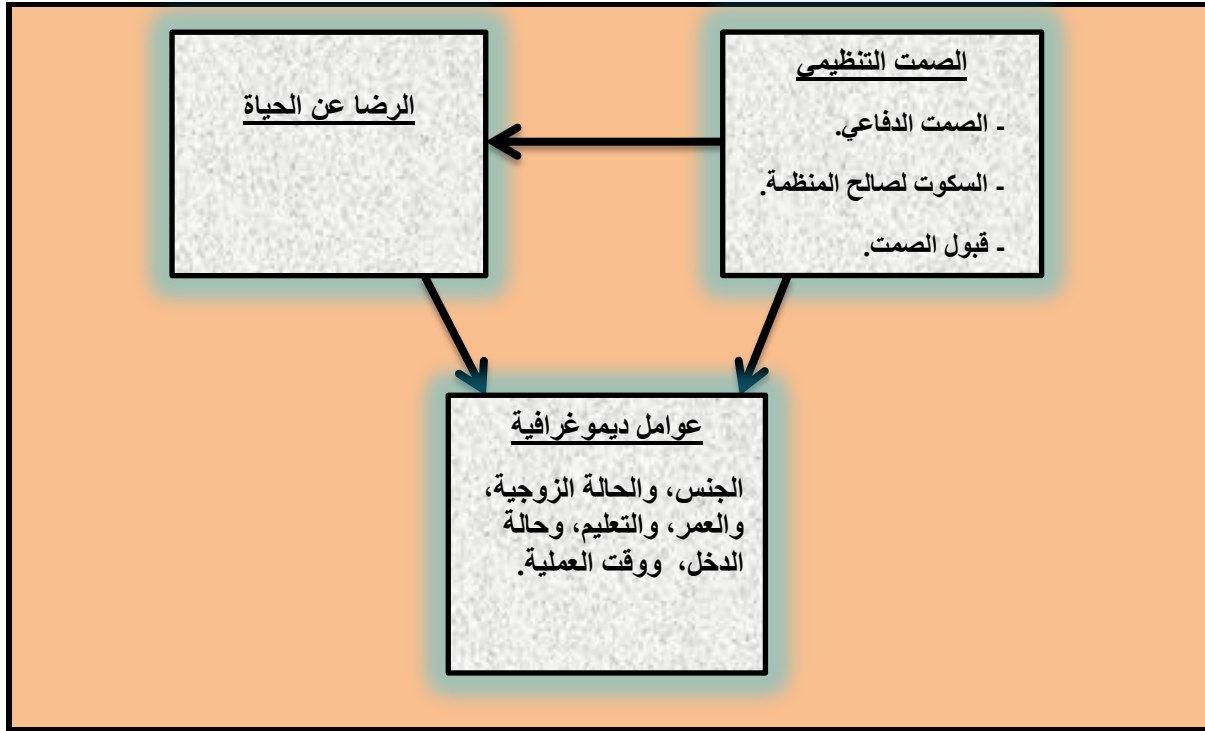 الصمت التنظيمي
- الصمت الدفاعي.
- السكوت لصالح المنظمة.
- قبول الصمت.
الرضا عن الحياة
عوامل ديموغرافية
الجنس، والحالة الزوجية،
والعمر، والتعليم، وحالة
الدخل، ووقت العملية.